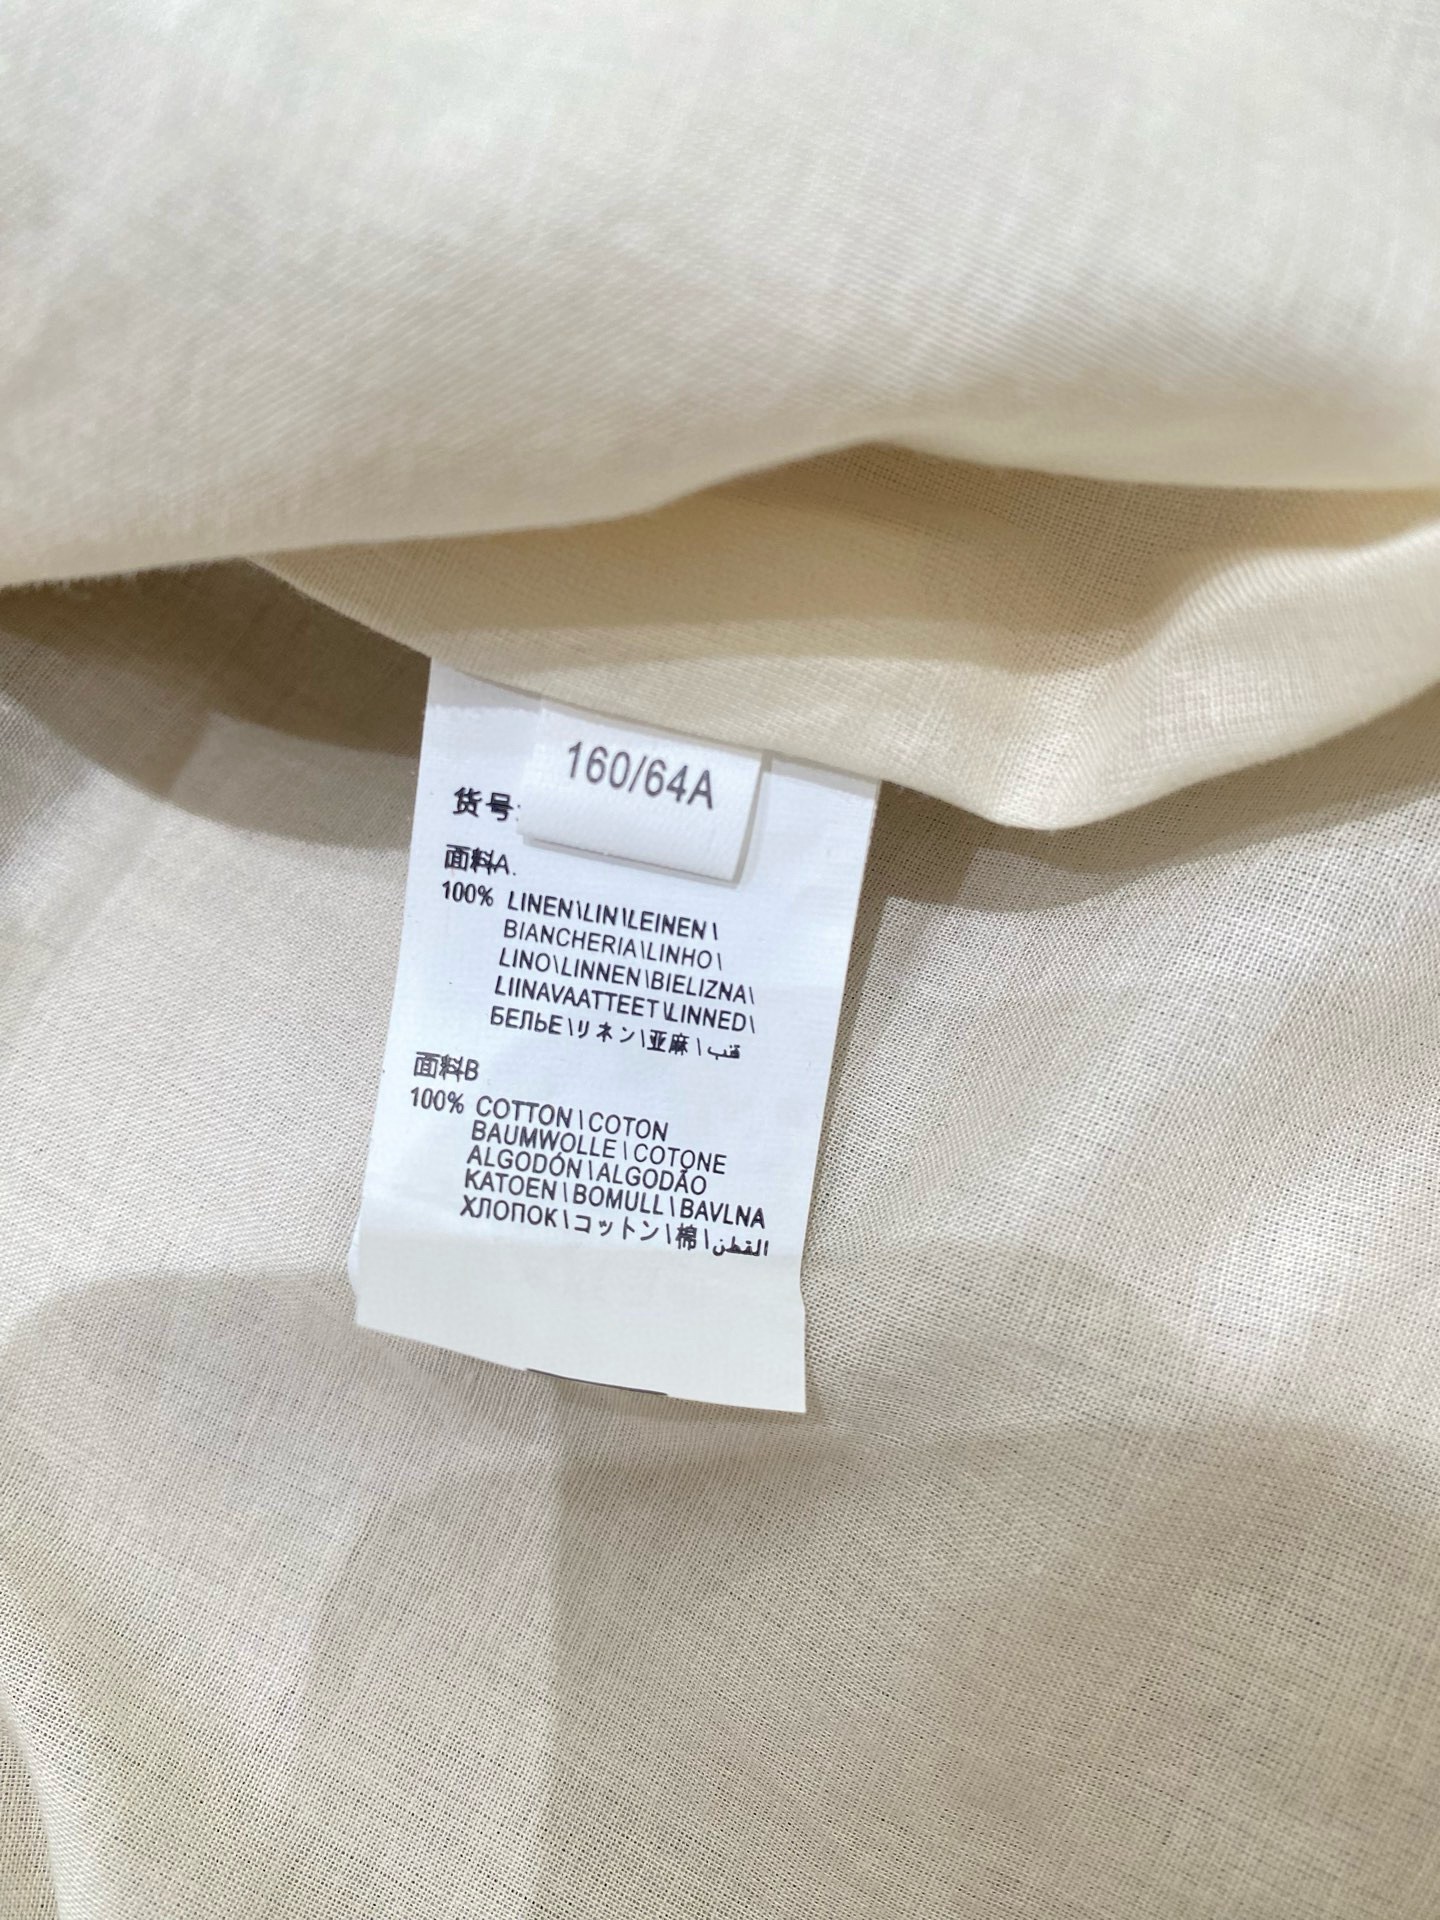 160/64A
货号:
面料A.
100% LINEN\LIN\LEINEN\
BIANCHERIA\LINHO\
LINO\LINNEN\BIELIZNA\
LIINAVAATTEET\LINNED\
БЕЛЬЕ\リネン\亚麻\قنب
面料B
100% COTTON\COTON
BAUMWOLLE\COTONE
ALGODÓN\ALGODÃO
KATOEN\BOMULL\BAVLNA
ХЛОПОК\コットン\棉\القطن